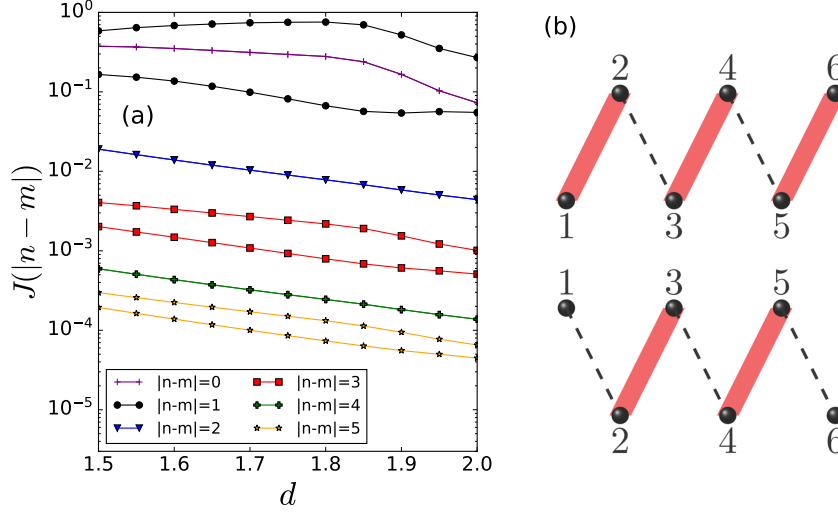 (a)
J(|n − m|)
10^0
10^{-1}
10^{-2}
10^{-3}
10^{-4}
10^{-5}
|n-m|=0
|n-m|=1
|n-m|=2
|n-m|=3
|n-m|=4
|n-m|=5
1.5 1.6 1.7 1.8 1.9 2.0
d
(b)
2 4 6
1 3 5
1 3 5
2 4 6